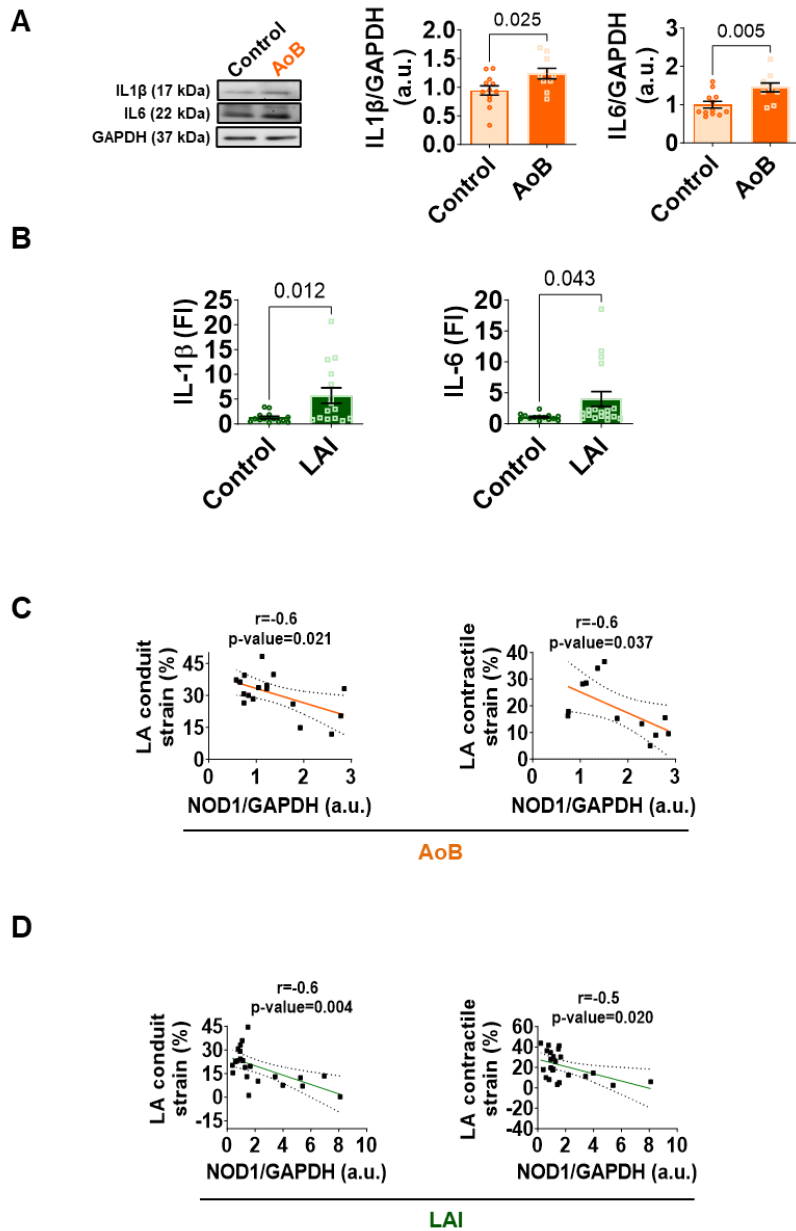 A
Control
AoB
IL1β (17 kDa)
IL6 (22 kDa)
GAPDH (37 kDa)
IL1β/GAPDH
(a.u.)
2.0
1.5
1.0
0.5
0.0
0.025
Control
AoB
IL6/GAPDH
(a.u.)
3
2
1
0
0.005
Control
AoB
B
IL-1β (FI)
25
20
15
10
5
0
0.012
Control
LAI
IL-6 (FI)
20
15
10
5
0
0.043
Control
LAI
C
r=-0.6
p-value=0.021
LA conduit
strain (%)
45
30
15
0
0 1 2 3
NOD1/GAPDH (a.u.)
r=-0.6
p-value=0.037
LA contractile
strain (%)
40
30
20
10
0
0 1 2 3
NOD1/GAPDH (a.u.)
AoB
D
r=-0.6
p-value=0.004
LA conduit
strain (%)
45
30
15
0
-15
0 2 4 6 8 10
NOD1/GAPDH (a.u.)
r=-0.5
p-value=0.020
LA contractile
strain (%)
60
40
20
0
-20
-40
0 2 4 6 8 10
NOD1/GAPDH (a.u.)
LAI